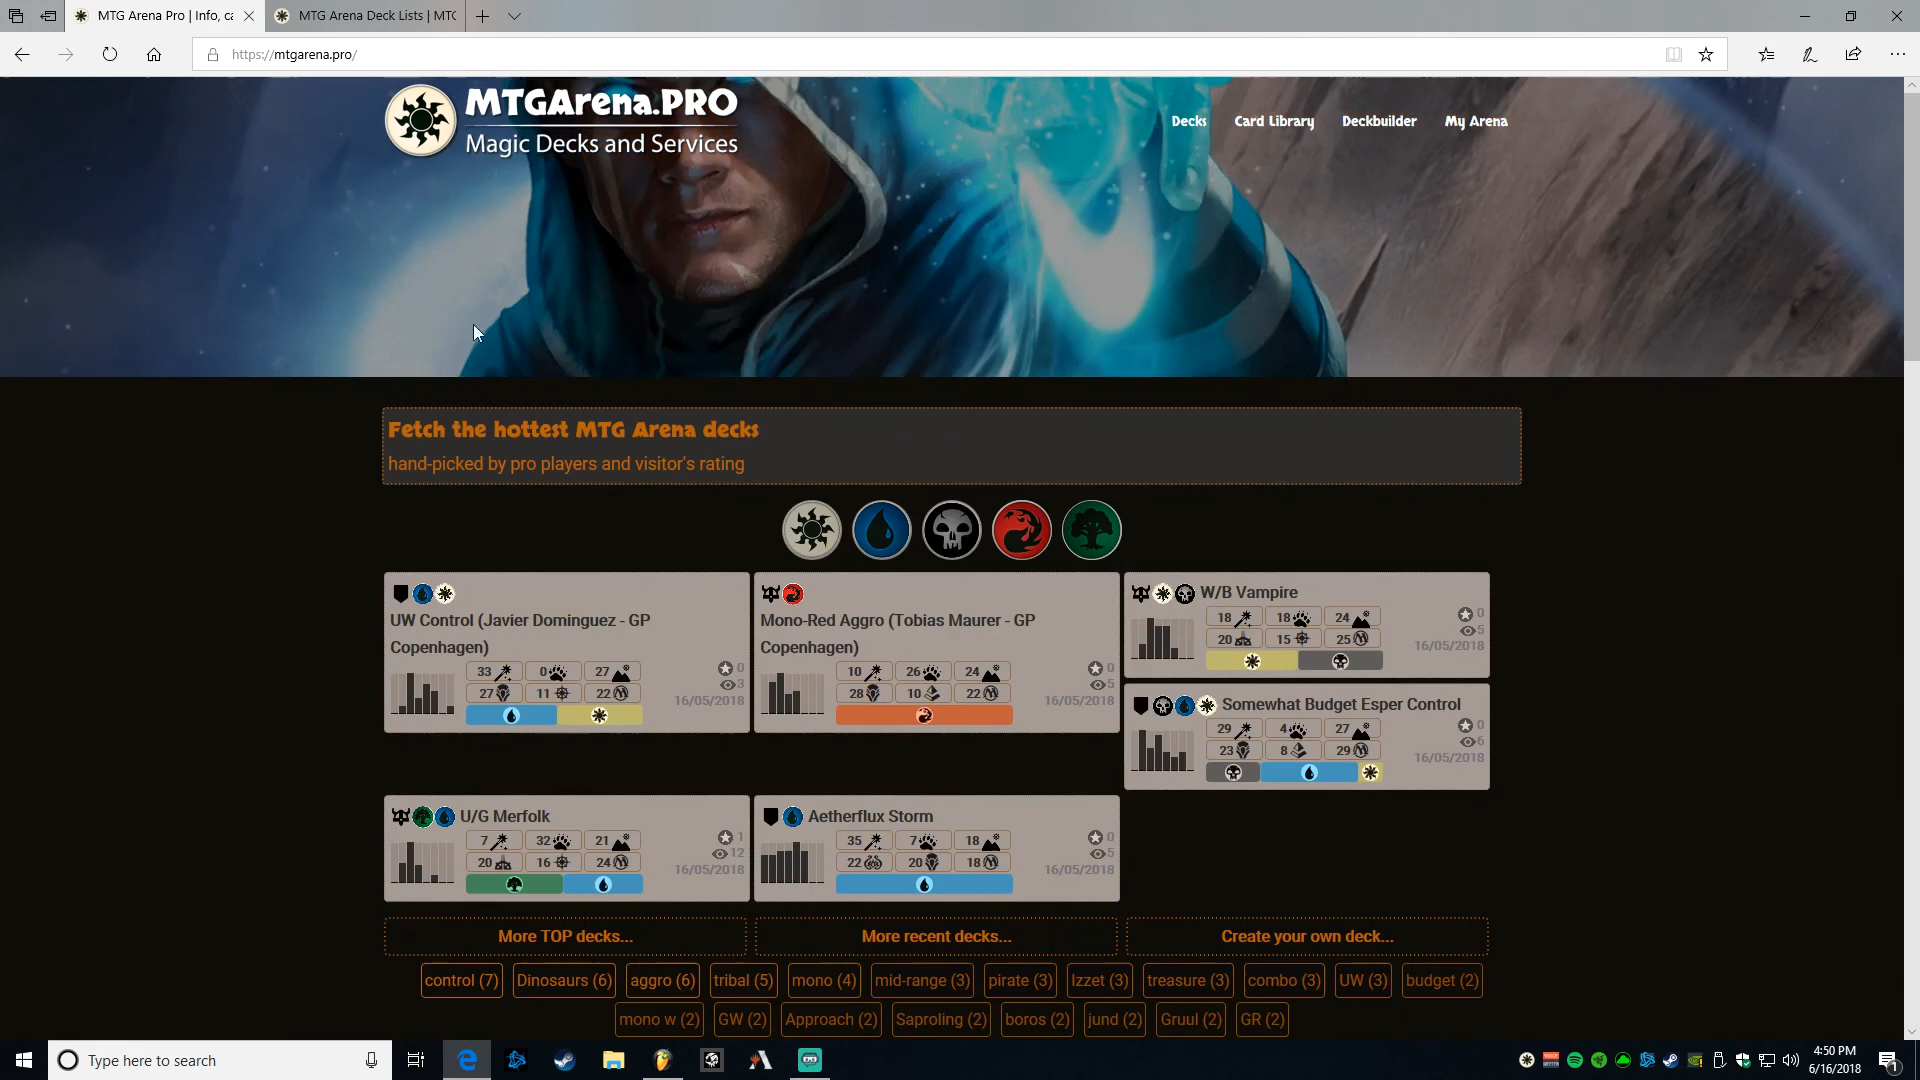 MTG Arena Pro | Info, ca
MTG Arena Deck Lists | MTG
https://mtgarena.pro/
MTGArena.PRO
Magic Decks and Services
Decks
Card Library
Deckbuilder
My Arena
Fetch the hottest MTG Arena decks
hand-picked by pro players and visitor's rating
UW Control (Javier Dominguez - GP
Copenhagen)
33 0 27
27 11 22
0
3
16/05/2018
Mono-Red Aggro (Tobias Maurer - GP
Copenhagen)
10 26 24
28 10 22
0
5
16/05/2018
W/B Vampire
18 18 24
20 15 25
0
5
16/05/2018
Somewhat Budget Esper Control
29 4 27
23 8 29
0
6
16/05/2018
U/G Merfolk
7 32 21
20 16 24
1
12
16/05/2018
Aetherflux Storm
35 7 18
22 20 18
0
5
16/05/2018
More TOP decks...
More recent decks...
Create your own deck...
control (7) Dinosaurs (6) aggro (6) tribal (5) mono (4) mid-range (3) pirate (3) Izzet (3) treasure (3) combo (3) UW (3) budget (2)
mono w (2) GW (2) Approach (2) Saproling (2) boros (2) jund (2) Gruul (2) GR (2)
Type here to search
4:50 PM
6/16/2018
1